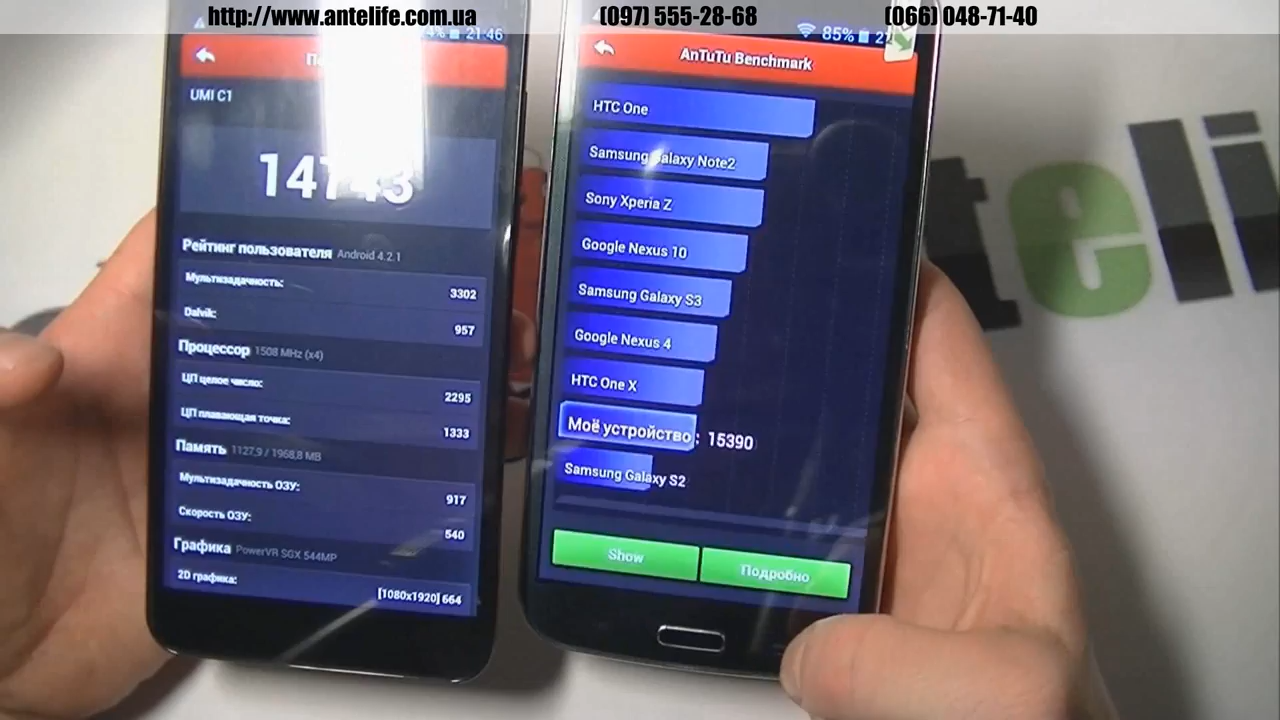 http://www.antelife.com.ua (097) 555-28-68 (066) 048-71-40
21:46
UMI C1
Рейтинг пользователя Android 4.2.1
Мультизадачность: 3302
Dalvik: 957
Процессор 1508 MHz (x4)
ЦП целое число: 2295
ЦП плавающая точка: 1333
Память 1127,9 / 1968,8 MB
Мультизадачность ОЗУ: 917
Скорость ОЗУ: 540
Графика PowerVR SGX 544MP
2D графика: [1080x1920] 664
85%
AnTuTu Benchmark
HTC One
Samsung Galaxy Note2
Sony Xperia Z
Google Nexus 10
Samsung Galaxy S3
Google Nexus 4
HTC One X
Моё устройство: 15390
Samsung Galaxy S2
Show Подробно